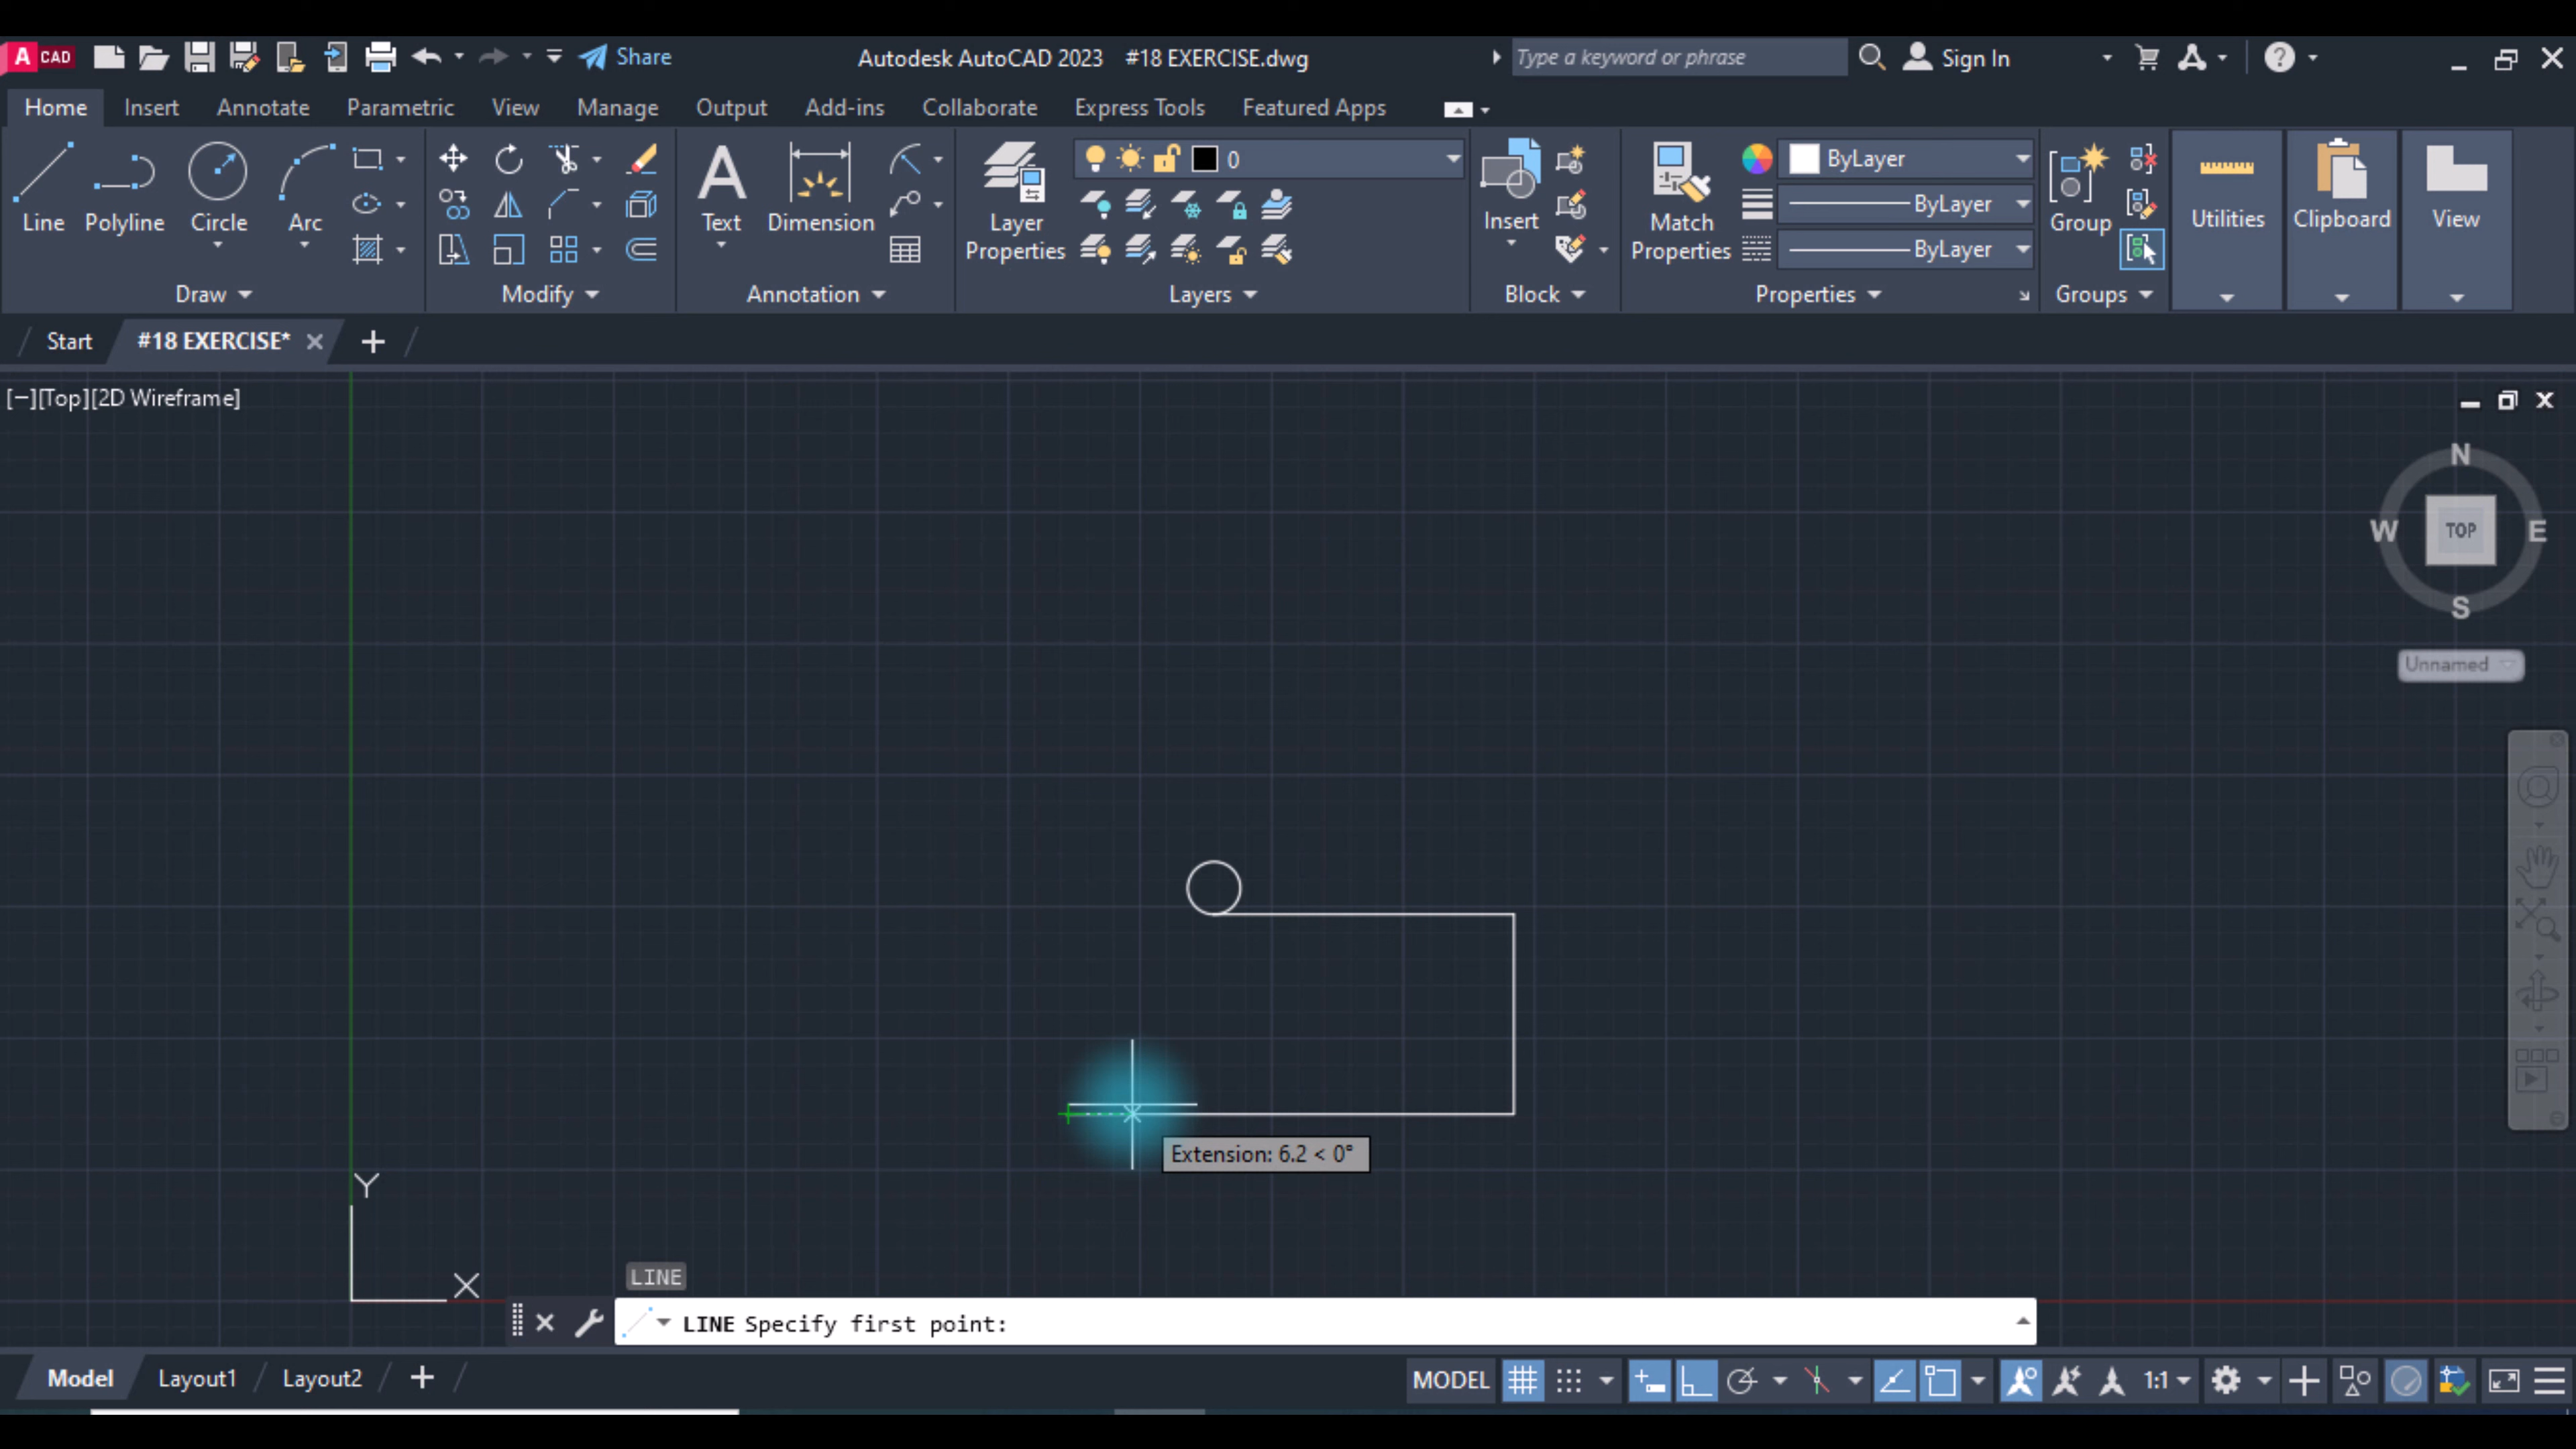 A CAD Share Autodesk AutoCAD 2023 #18 EXERCISE.dwg Type a keyword or phrase Sign In
Home Insert Annotate Parametric View Manage Output Add-ins Collaborate Express Tools Featured Apps
0 ByLayer
ByLayer
Line Polyline Circle Arc Text Dimension Layer Properties Insert Match Properties Group Utilities Clipboard View
ByLayer
Draw Modify Annotation Layers Block Properties Groups
Start #18 EXERCISE*
[−][Top][2D Wireframe]
N
W TOP E
S
Unnamed
Extension: 6.2 < 0°
Y
X
LINE
LINE Specify first point:
Model Layout1 Layout2 MODEL 1:1